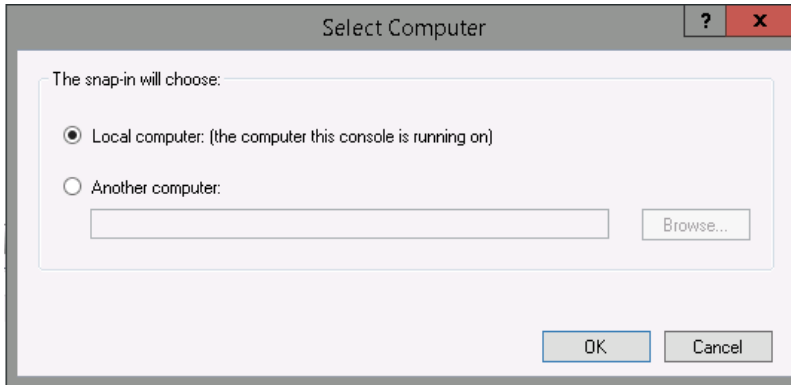 Select Computer
?
x
The snap-in will choose:
Local computer: (the computer this console is running on)
Another computer:
Browse...
OK
Cancel